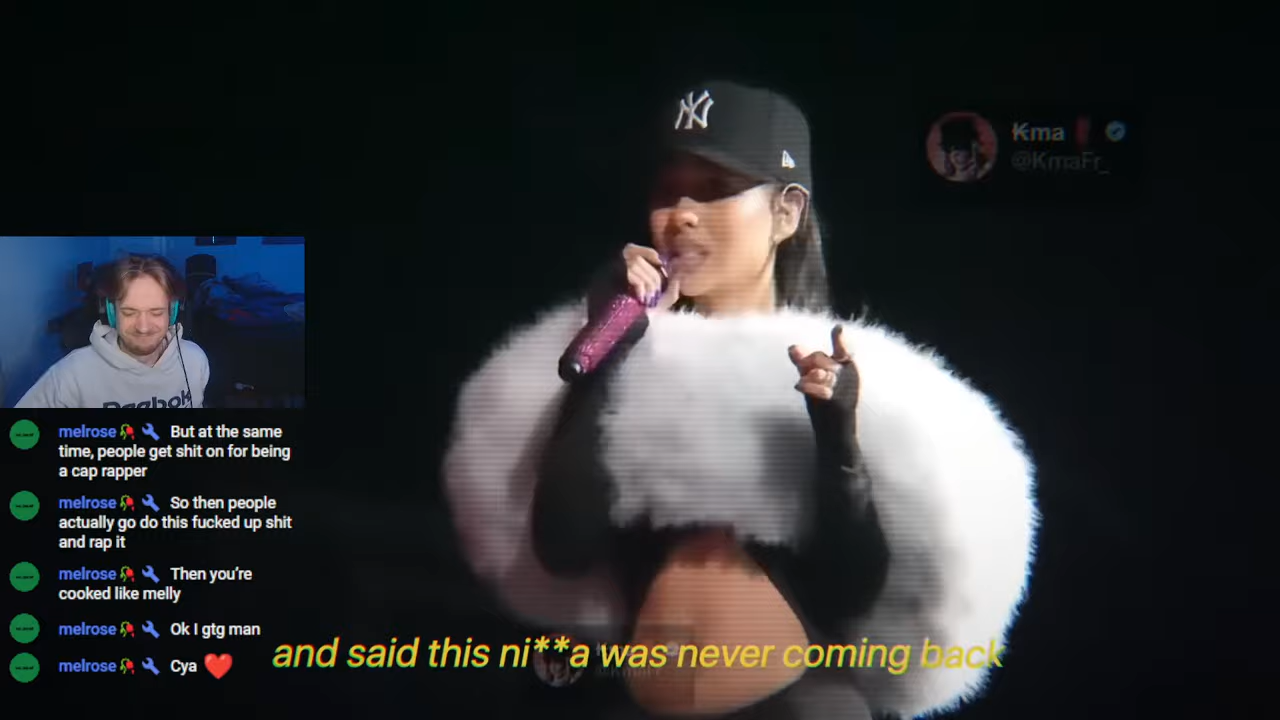 NY
Kma
@KmaFr_
Reebok
melrose But at the same
time, people get shit on for being
a cap rapper
melrose So then people
actually go do this fucked up shit
and rap it
melrose Then you're
cooked like melly
melrose Ok I gtg man
melrose Cya ❤️
and said this ni**a was never coming back